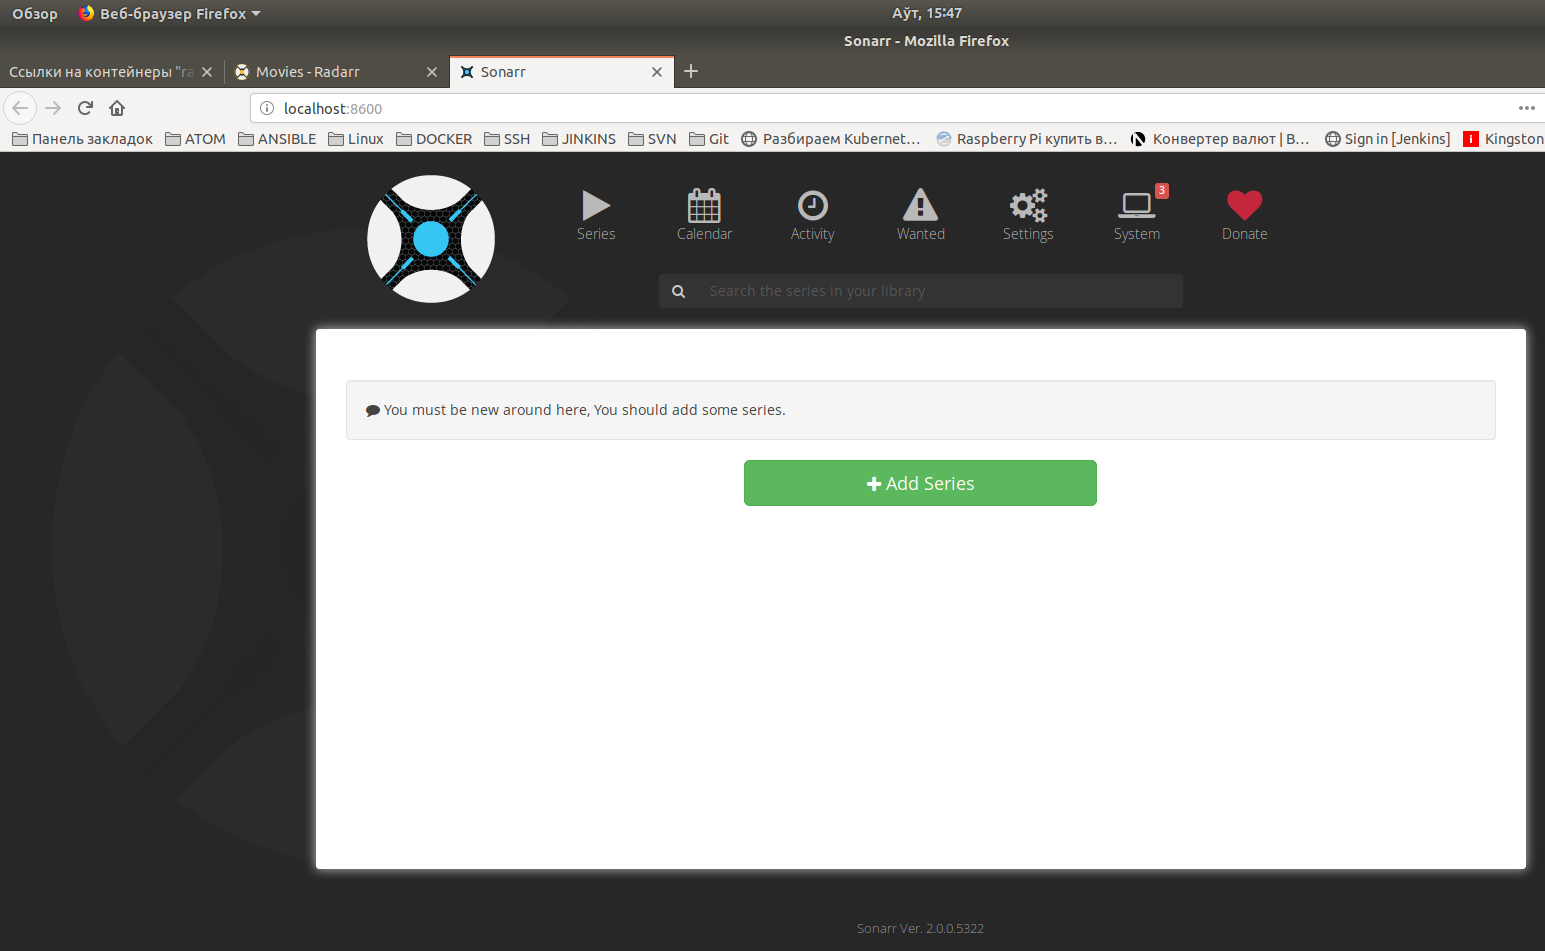 Обзор Веб-браузер Firefox Аўт, 15:47
Sonarr - Mozilla Firefox
Ссылки на контейнеры "ra Movies - Radarr Sonarr
localhost:8600
Панель закладок ATOM ANSIBLE Linux DOCKER SSH JINKINS SVN Git Разбираем Kubernet… Raspberry Pi купить в… Конвертер валют | В… Sign in [Jenkins] Kingston
3
Series Calendar Activity Wanted Settings System Donate
Search the series in your library
You must be new around here, You should add some series.
Add Series
Sonarr Ver. 2.0.0.5322